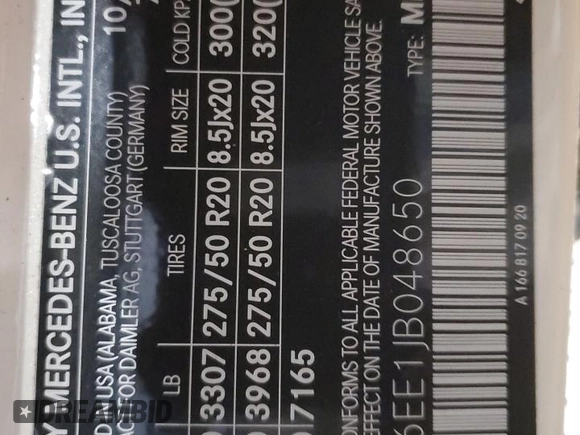 Y MERCEDES-BENZ U.S. INTL., IN
D IN USA (ALABAMA, TUSCALOOSA COUNTY) 10/
FOR DAIMLER AG, STUTTGART (GERMANY)
LB TIRES RIM SIZE COLD KP
3307 275/50 R20 8.5Jx20 300(
3968 275/50 R20 8.5Jx20 320(
7165
ONFORMS TO ALL APPLICABLE FEDERAL MOTOR VEHICLE SA
EFFECT ON THE DATE OF MANUFACTURE SHOWN ABOVE.
6EE1JB048650 TYPE: M
A 166 817 09 20
DREAMBID